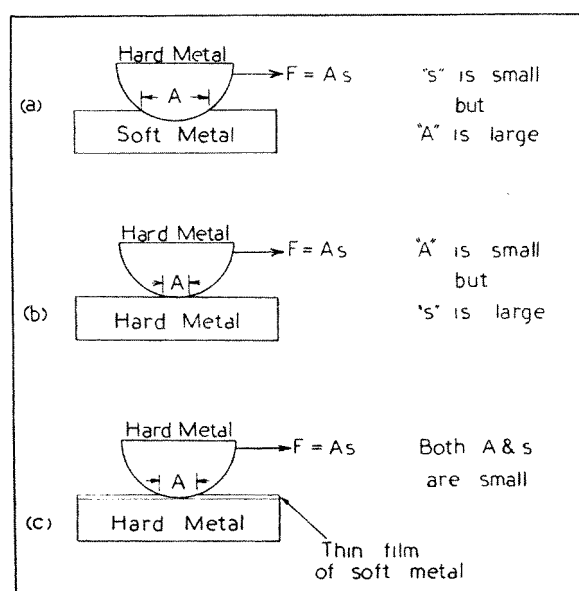 Hard Metal
F = As
"s" is small
(a)
A
but
Soft Metal
"A" is large
Hard Metal
F = As
"A" is small
A
but
(b)
Hard Metal
"s" is large
Hard Metal
F = As
Both A & s
A
are small
(c)
Hard Metal
Thin film
of soft metal